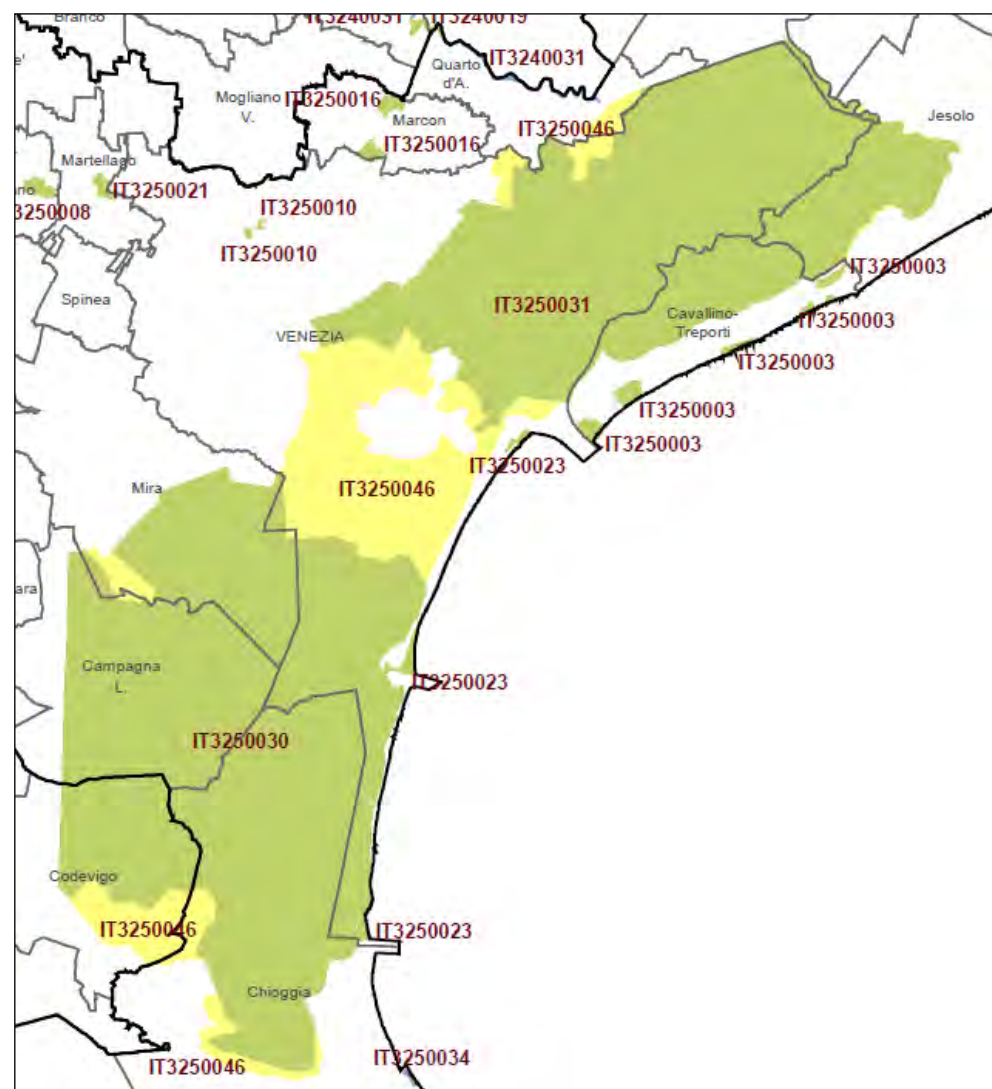 Branco
IT3240031
IT3240019
IT3240031
e'
Quarto
d'A.
Mogliano
V.
IT3250016
Marcon
IT3250016
IT3250046
Jesolo
Martellago
IT3250021
3250008
IT3250010
IT3250010
IT3250003
Spinea
IT3250031
Cavallino-
Treporti
IT3250003
VENEZIA
IT3250003
IT3250003
IT3250003
IT3250023
Mira
IT3250046
ara
Campagna
L.
IT3250023
IT3250030
Codevigo
IT3250046
IT3250023
Chioggia
IT3250034
IT3250046